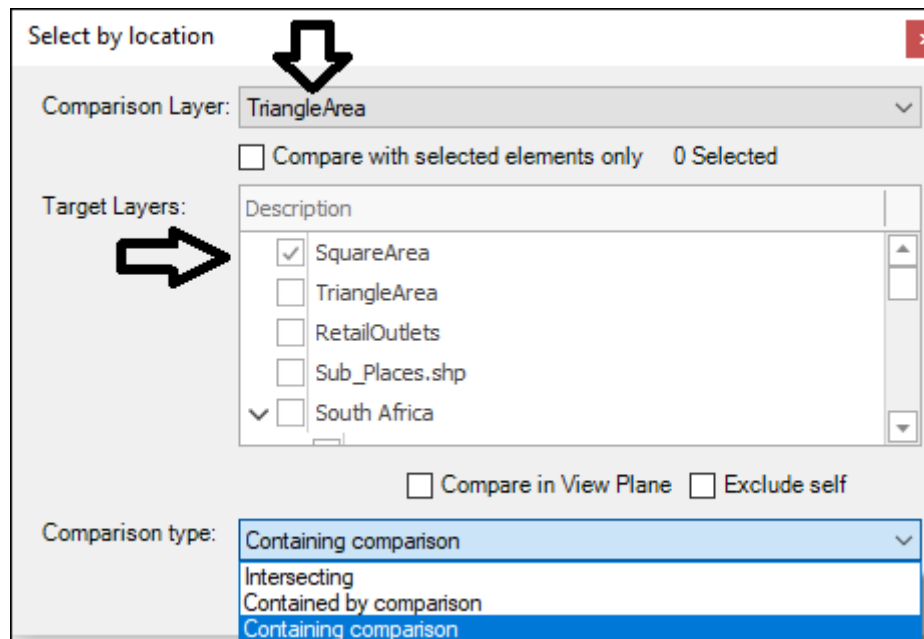 Select by location
Comparison Layer: TriangleArea
Compare with selected elements only 0 Selected
Target Layers: Description
SquareArea
TriangleArea
RetailOutlets
Sub_Places.shp
South Africa
Compare in View Plane Exclude self
Comparison type: Containing comparison
Intersecting
Contained by comparison
Containing comparison